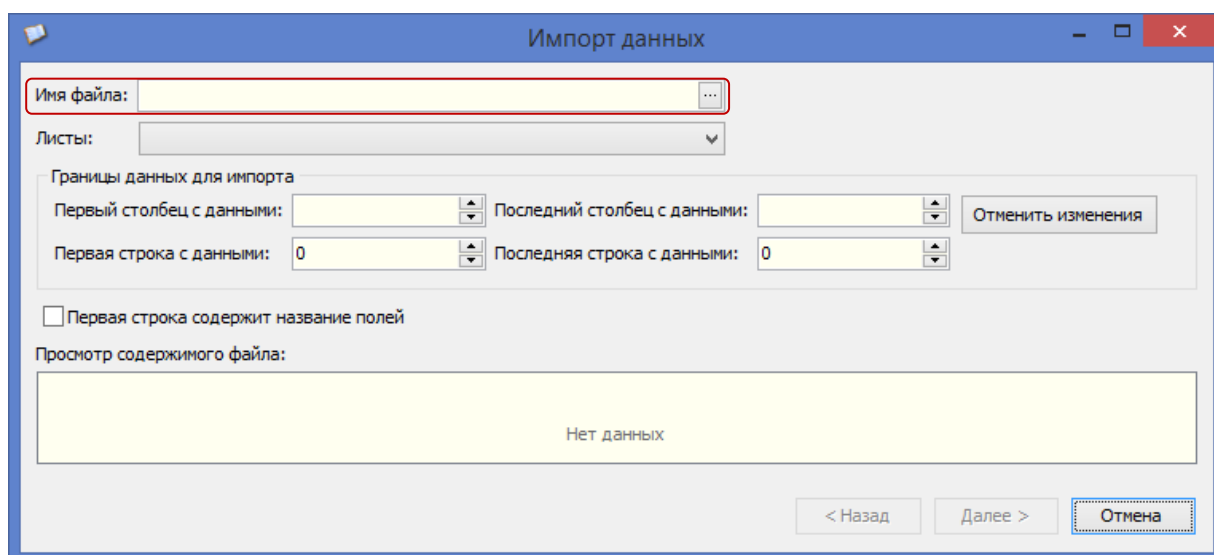 Импорт данных
Имя файла: ...
Листы:
Границы данных для импорта
Первый столбец с данными: Последний столбец с данными: Отменить изменения
Первая строка с данными: 0 Последняя строка с данными: 0
Первая строка содержит название полей
Просмотр содержимого файла:
Нет данных
< Назад Далее > Отмена